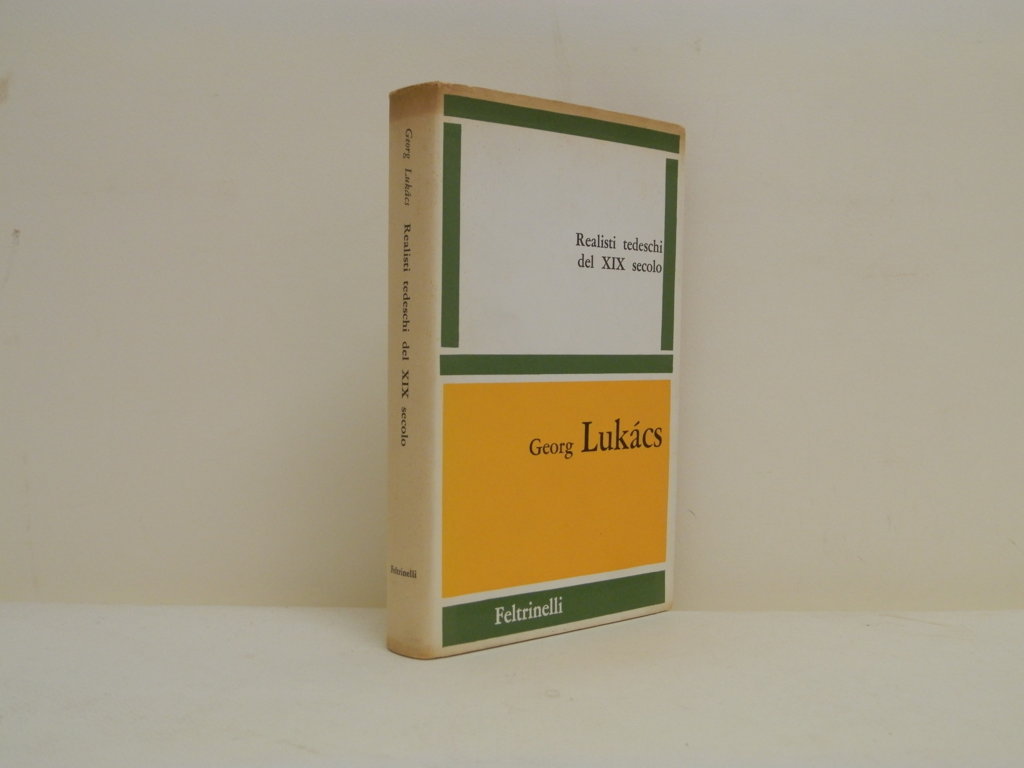 Georg Lukács Realisti tedeschi del XIX secolo
Feltrinelli
Realisti tedeschi
del XIX secolo
Georg Lukács
Feltrinelli